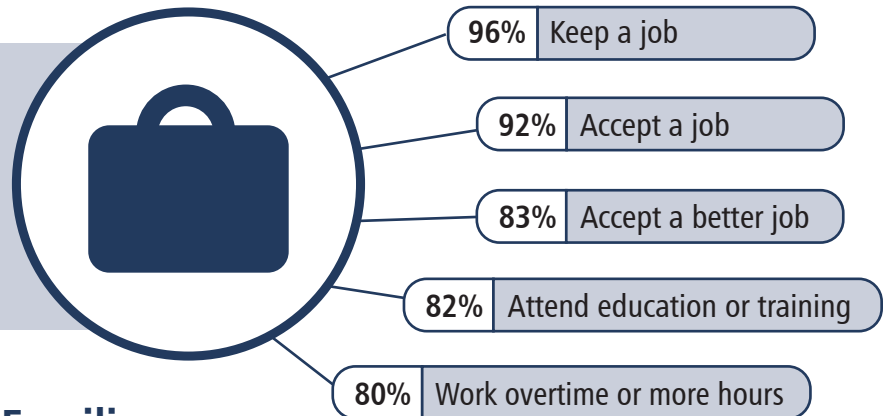 96% Keep a job
92% Accept a job
83% Accept a better job
82% Attend education or training
80% Work overtime or more hours